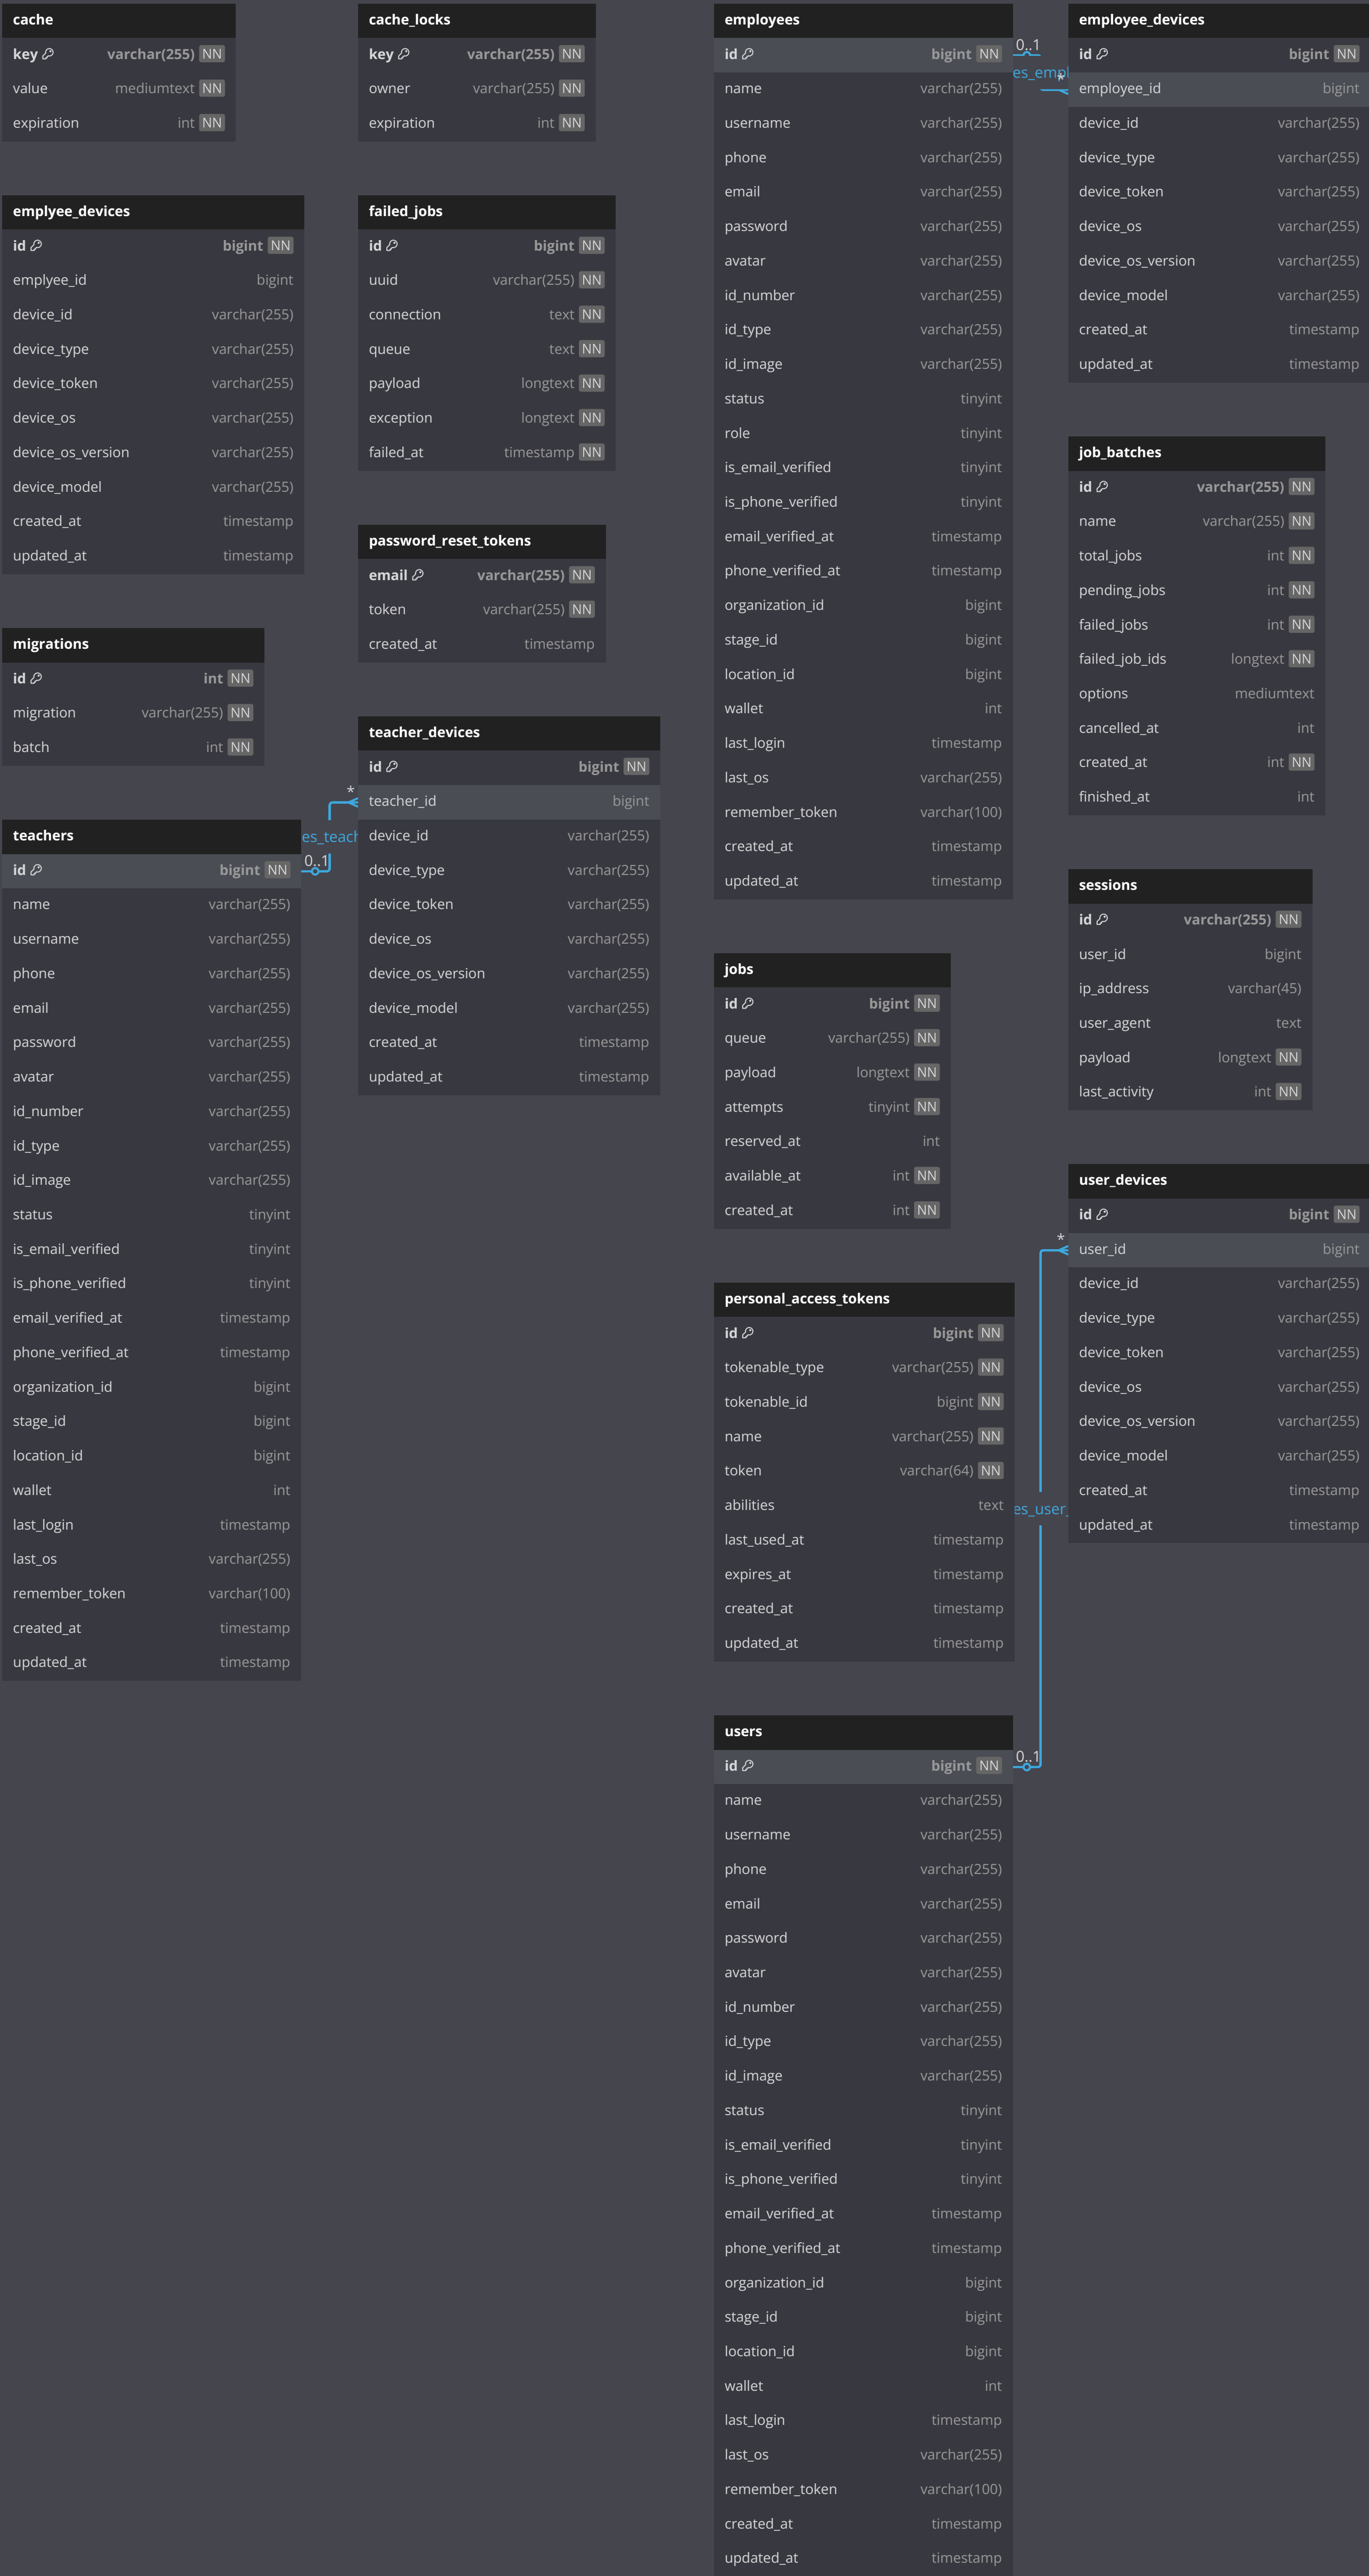 cache
key varchar(255) NN
value mediumtext NN
expiration int NN
cache_locks
key varchar(255) NN
owner varchar(255) NN
expiration int NN
employees
id bigint NN
name varchar(255)
username varchar(255)
phone varchar(255)
email varchar(255)
password varchar(255)
avatar varchar(255)
id_number varchar(255)
id_type varchar(255)
id_image varchar(255)
status tinyint
role tinyint
is_email_verified tinyint
is_phone_verified tinyint
email_verified_at timestamp
phone_verified_at timestamp
organization_id bigint
stage_id bigint
location_id bigint
wallet int
last_login timestamp
last_os varchar(255)
remember_token varchar(100)
created_at timestamp
updated_at timestamp
0..1
es_empl
*
employee_devices
id bigint NN
employee_id bigint
device_id varchar(255)
device_type varchar(255)
device_token varchar(255)
device_os varchar(255)
device_os_version varchar(255)
device_model varchar(255)
created_at timestamp
updated_at timestamp
emplyee_devices
id bigint NN
emplyee_id bigint
device_id varchar(255)
device_type varchar(255)
device_token varchar(255)
device_os varchar(255)
device_os_version varchar(255)
device_model varchar(255)
created_at timestamp
updated_at timestamp
failed_jobs
id bigint NN
uuid varchar(255) NN
connection text NN
queue text NN
payload longtext NN
exception longtext NN
failed_at timestamp NN
job_batches
id varchar(255) NN
name varchar(255) NN
total_jobs int NN
pending_jobs int NN
failed_jobs int NN
failed_job_ids longtext NN
options mediumtext
cancelled_at int
created_at int NN
finished_at int
password_reset_tokens
email varchar(255) NN
token varchar(255) NN
created_at timestamp
migrations
id int NN
migration varchar(255) NN
batch int NN
teacher_devices
id bigint NN
teacher_id bigint
device_id varchar(255)
device_type varchar(255)
device_token varchar(255)
device_os varchar(255)
device_os_version varchar(255)
device_model varchar(255)
created_at timestamp
updated_at timestamp
*
es_teach
0..1
teachers
id bigint NN
name varchar(255)
username varchar(255)
phone varchar(255)
email varchar(255)
password varchar(255)
avatar varchar(255)
id_number varchar(255)
id_type varchar(255)
id_image varchar(255)
status tinyint
is_email_verified tinyint
is_phone_verified tinyint
email_verified_at timestamp
phone_verified_at timestamp
organization_id bigint
stage_id bigint
location_id bigint
wallet int
last_login timestamp
last_os varchar(255)
remember_token varchar(100)
created_at timestamp
updated_at timestamp
sessions
id varchar(255) NN
user_id bigint
ip_address varchar(45)
user_agent text
payload longtext NN
last_activity int NN
jobs
id bigint NN
queue varchar(255) NN
payload longtext NN
attempts tinyint NN
reserved_at int
available_at int NN
created_at int NN
user_devices
id bigint NN
user_id bigint
device_id varchar(255)
device_type varchar(255)
device_token varchar(255)
device_os varchar(255)
device_os_version varchar(255)
device_model varchar(255)
created_at timestamp
updated_at timestamp
*
es_user_
0..1
personal_access_tokens
id bigint NN
tokenable_type varchar(255) NN
tokenable_id bigint NN
name varchar(255) NN
token varchar(64) NN
abilities text
last_used_at timestamp
expires_at timestamp
created_at timestamp
updated_at timestamp
users
id bigint NN
name varchar(255)
username varchar(255)
phone varchar(255)
email varchar(255)
password varchar(255)
avatar varchar(255)
id_number varchar(255)
id_type varchar(255)
id_image varchar(255)
status tinyint
is_email_verified tinyint
is_phone_verified tinyint
email_verified_at timestamp
phone_verified_at timestamp
organization_id bigint
stage_id bigint
location_id bigint
wallet int
last_login timestamp
last_os varchar(255)
remember_token varchar(100)
created_at timestamp
updated_at timestamp